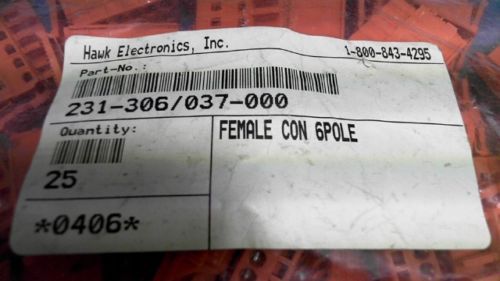 Hawk Electronics, Inc. 1-800-843-4295
Part-No.:
231-306/037-000
Quantity:
FEMALE CON 6POLE
25
*0406*